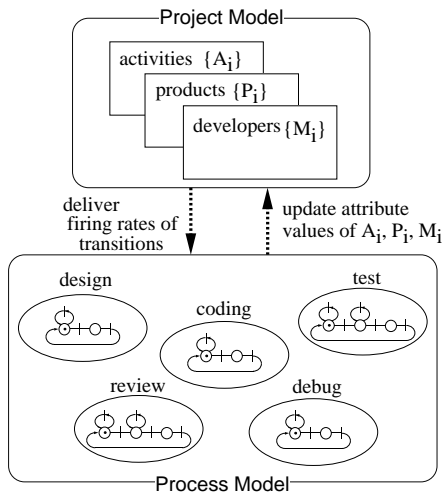 Project Model
activities {Ai}
products {Pi}
developers {Mi}
deliver
firing rates of
transitions
update attribute
values of Ai, Pi, Mi
design
coding
test
review
debug
Process Model